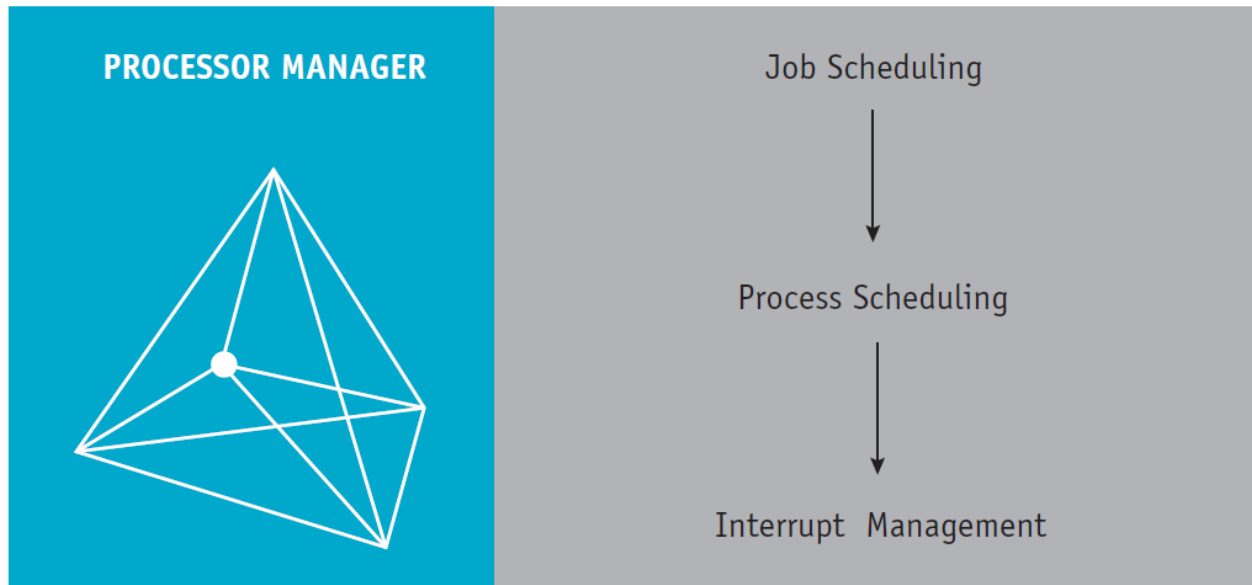 PROCESSOR MANAGER
Job Scheduling
Process Scheduling
Interrupt Management